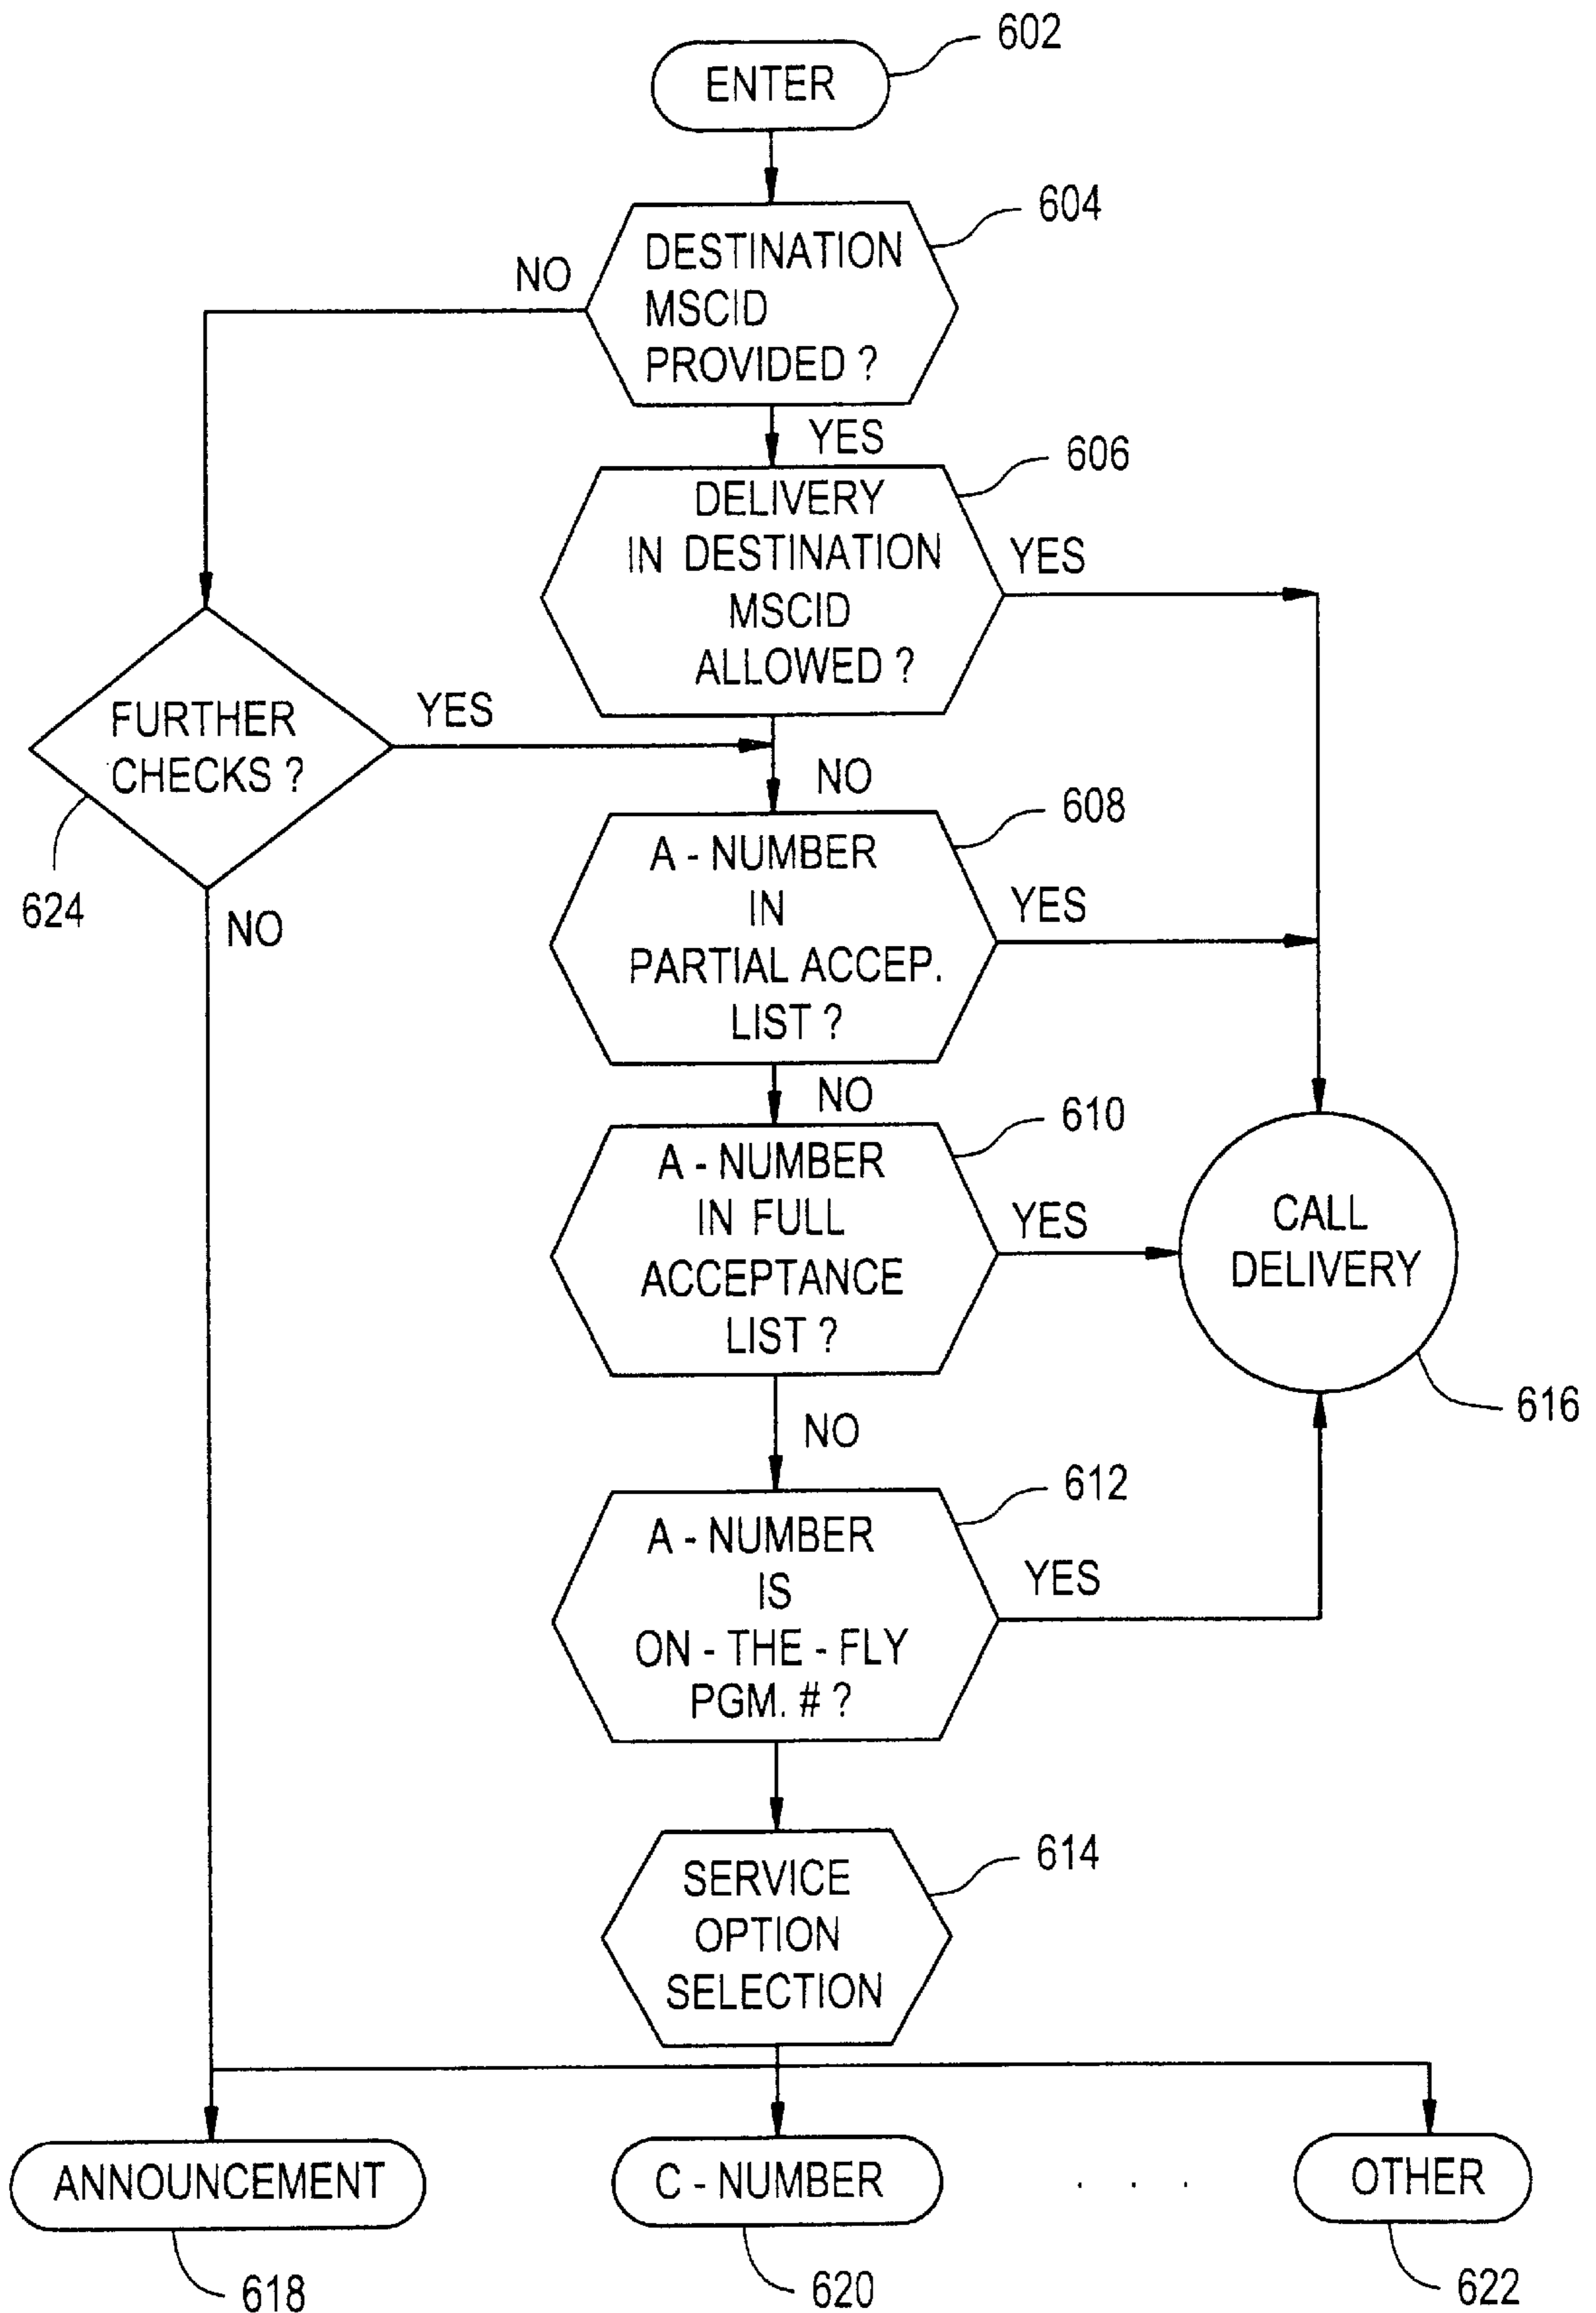 602
ENTER
604
DESTINATION
MSCID
PROVIDED ?
NO
YES
606
DELIVERY
IN DESTINATION
MSCID
ALLOWED ?
YES
FURTHER
CHECKS ?
YES
624
NO
NO
608
A - NUMBER
IN
PARTIAL ACCEP.
LIST ?
YES
NO
610
A - NUMBER
IN FULL
ACCEPTANCE
LIST ?
YES
CALL
DELIVERY
616
NO
612
A - NUMBER
IS
ON - THE - FLY
PGM. # ?
YES
614
SERVICE
OPTION
SELECTION
ANNOUNCEMENT
C - NUMBER
. . .
OTHER
618
620
622